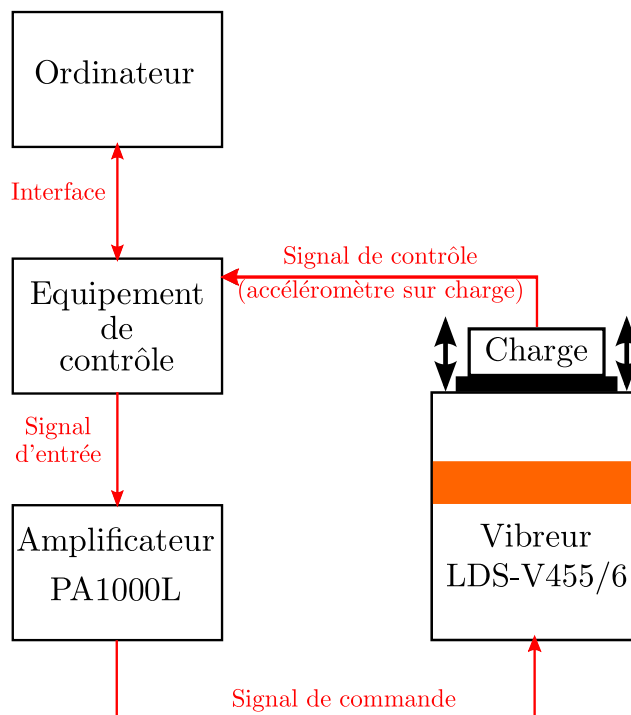 Ordinateur
Interface
Signal de contrôle
(accéléromètre sur charge)
Equipement
de
contrôle
Charge
Signal
d'entrée
Amplificateur
PA1000L
Vibreur
LDS-V455/6
Signal de commande